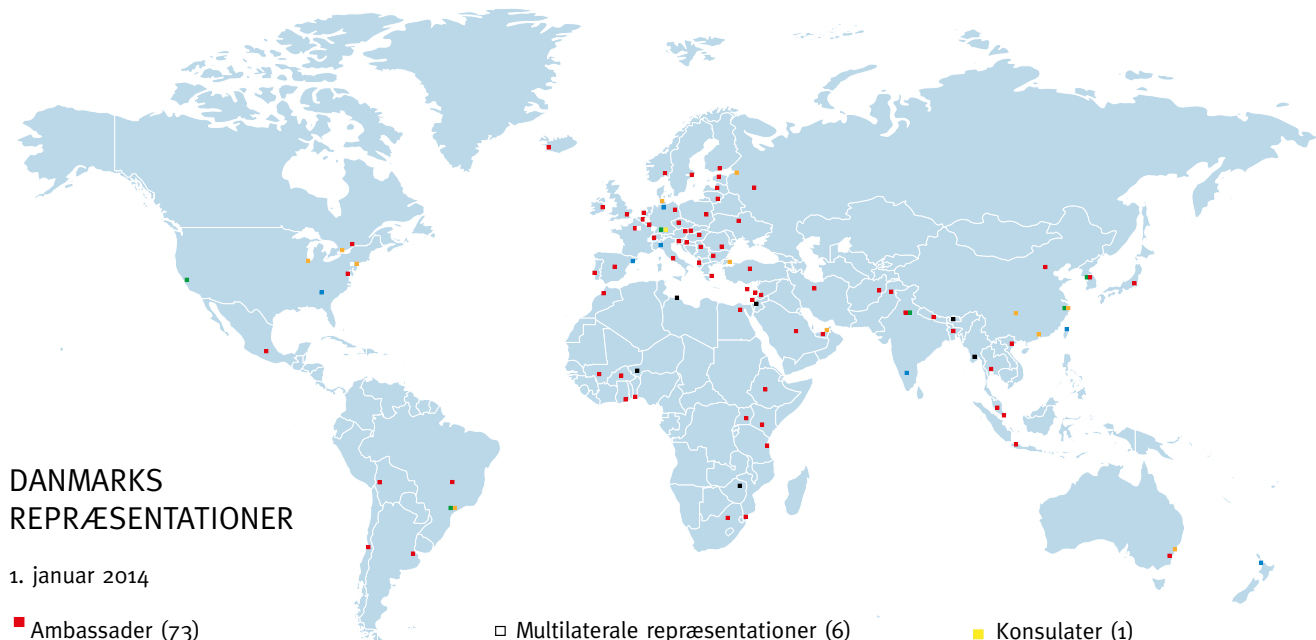 DANMARKS
REPRÆSENTATIONER
1. januar 2014
Ambassader (73)
Multilaterale repræsentationer (6)
Konsulater (1)